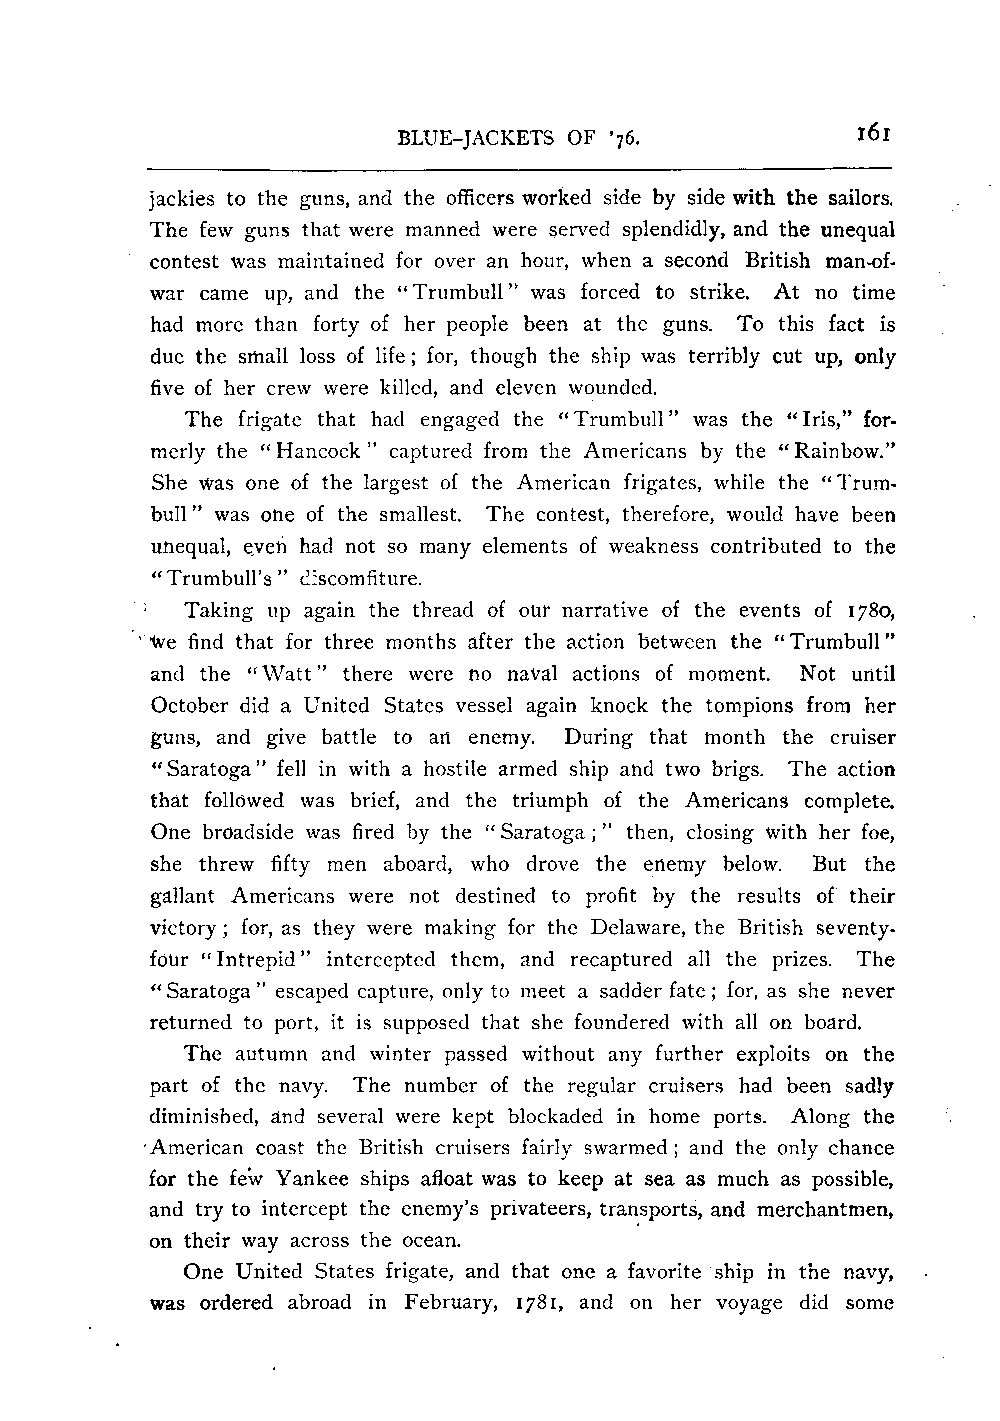 BLUE-JACKETS OF '76. 161
jackies to the guns, and the officers worked side by side with the sailors.
The few guns that were manned were served splendidly, and the unequal
contest was maintained for over an hour, when a second British man-of-
war came up, and the “Trumbull” was forced to strike. At no time
had more than forty of her people been at the guns. To this fact is
due the small loss of life; for, though the ship was terribly cut up, only
five of her crew were killed, and eleven wounded.
The frigate that had engaged the “Trumbull” was the “Iris,” for-
merly the “Hancock” captured from the Americans by the “Rainbow.”
She was one of the largest of the American frigates, while the “Trum-
bull” was one of the smallest. The contest, therefore, would have been
unequal, even had not so many elements of weakness contributed to the
“Trumbull's” discomfiture.
Taking up again the thread of our narrative of the events of 1780,
we find that for three months after the action between the “Trumbull”
and the “Watt” there were no naval actions of moment. Not until
October did a United States vessel again knock the tompions from her
guns, and give battle to an enemy. During that month the cruiser
“Saratoga” fell in with a hostile armed ship and two brigs. The action
that followed was brief, and the triumph of the Americans complete.
One broadside was fired by the “Saratoga;” then, closing with her foe,
she threw fifty men aboard, who drove the enemy below. But the
gallant Americans were not destined to profit by the results of their
victory; for, as they were making for the Delaware, the British seventy-
four “Intrepid” intercepted them, and recaptured all the prizes. The
“Saratoga” escaped capture, only to meet a sadder fate; for, as she never
returned to port, it is supposed that she foundered with all on board.
The autumn and winter passed without any further exploits on the
part of the navy. The number of the regular cruisers had been sadly
diminished, and several were kept blockaded in home ports. Along the
American coast the British cruisers fairly swarmed; and the only chance
for the few Yankee ships afloat was to keep at sea as much as possible,
and try to intercept the enemy's privateers, transports, and merchantmen,
on their way across the ocean.
One United States frigate, and that one a favorite ship in the navy,
was ordered abroad in February, 1781, and on her voyage did some